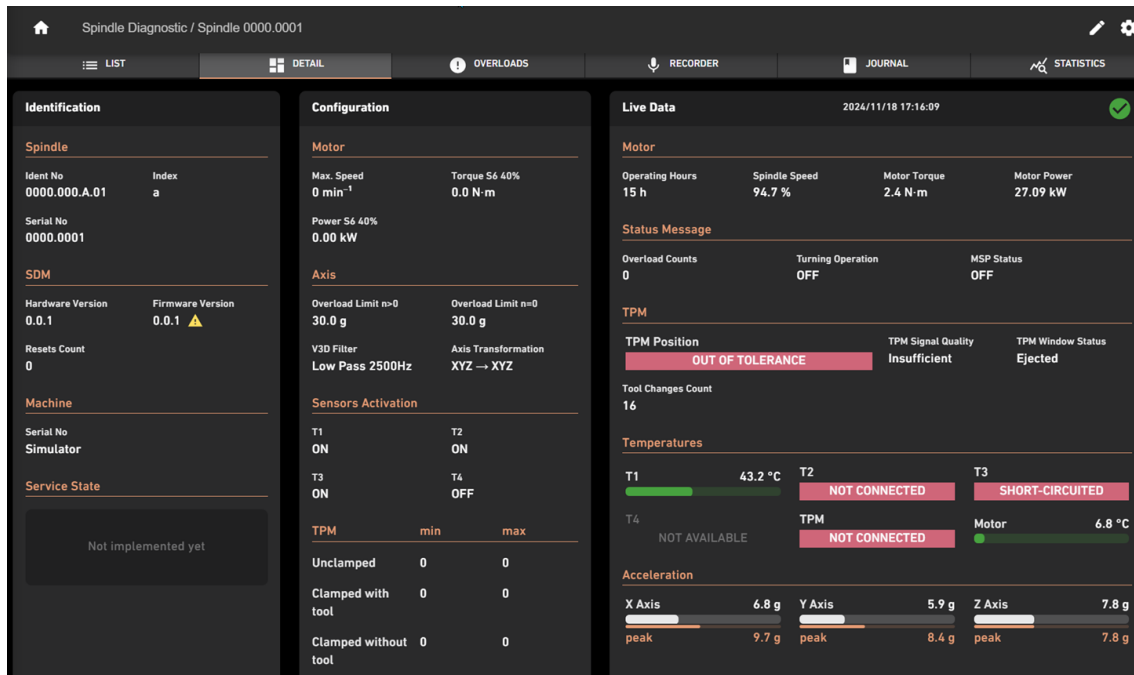 Spindle Diagnostic / Spindle 0000.0001
LIST
DETAIL
OVERLOADS
RECORDER
JOURNAL
STATISTICS
Identification
Spindle
Ident No Index
0000.000.A.01 a
Serial No
0000.0001
SDM
Hardware Version Firmware Version
0.0.1 0.0.1
Resets Count
0
Machine
Serial No
Simulator
Service State
Not implemented yet
Configuration
Motor
Max. Speed Torque S6 40%
0 min⁻¹ 0.0 N·m
Power S6 40%
0.00 kW
Axis
Overload Limit n>0 Overload Limit n=0
30.0 g 30.0 g
V3D Filter Axis Transformation
Low Pass 2500Hz XYZ → XYZ
Sensors Activation
T1 T2
ON ON
T3 T4
ON OFF
TPM min max
Unclamped 0 0
Clamped with 0 0
tool
Clamped without 0 0
tool
Live Data 2024/11/18 17:16:09
Motor
Operating Hours Spindle Speed Motor Torque Motor Power
15 h 94.7 % 2.4 N·m 27.09 kW
Status Message
Overload Counts Turning Operation MSP Status
0 OFF OFF
TPM
TPM Position TPM Signal Quality TPM Window Status
OUT OF TOLERANCE Insufficient Ejected
Tool Changes Count
16
Temperatures
T1 43.2 °C T2 T3
NOT CONNECTED SHORT-CIRCUITED
T4 TPM Motor 6.8 °C
NOT AVAILABLE NOT CONNECTED
Acceleration
X Axis 6.8 g Y Axis 5.9 g Z Axis 7.8 g
peak 9.7 g peak 8.4 g peak 7.8 g